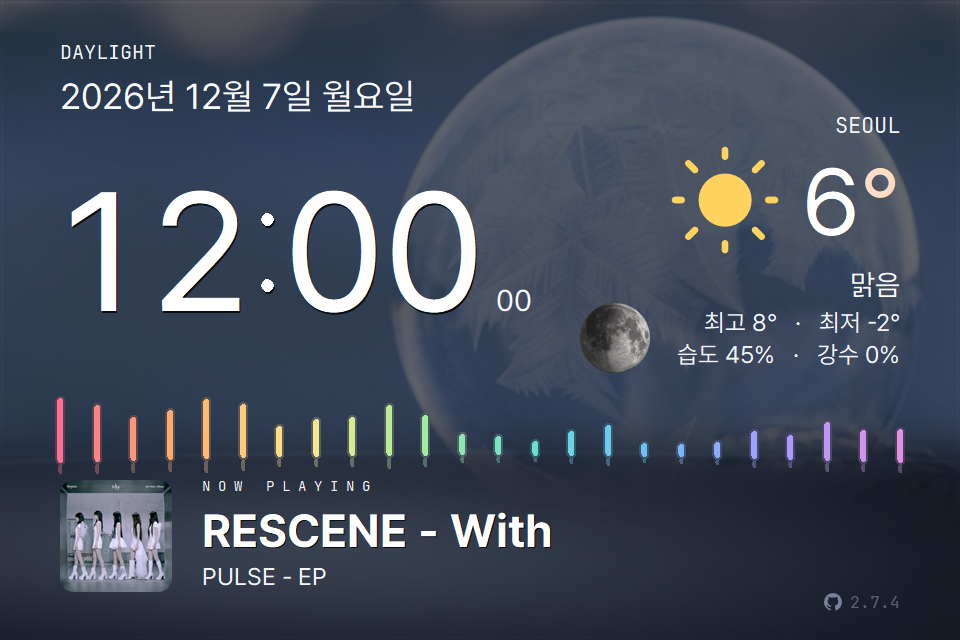 DAYLIGHT
2026년 12월 7일 월요일
SEOUL
12:00
00
6°
맑음
최고 8° · 최저 -2°
습도 45% · 강수 0%
NOW PLAYING
RESCENE - With
PULSE - EP
2.7.4